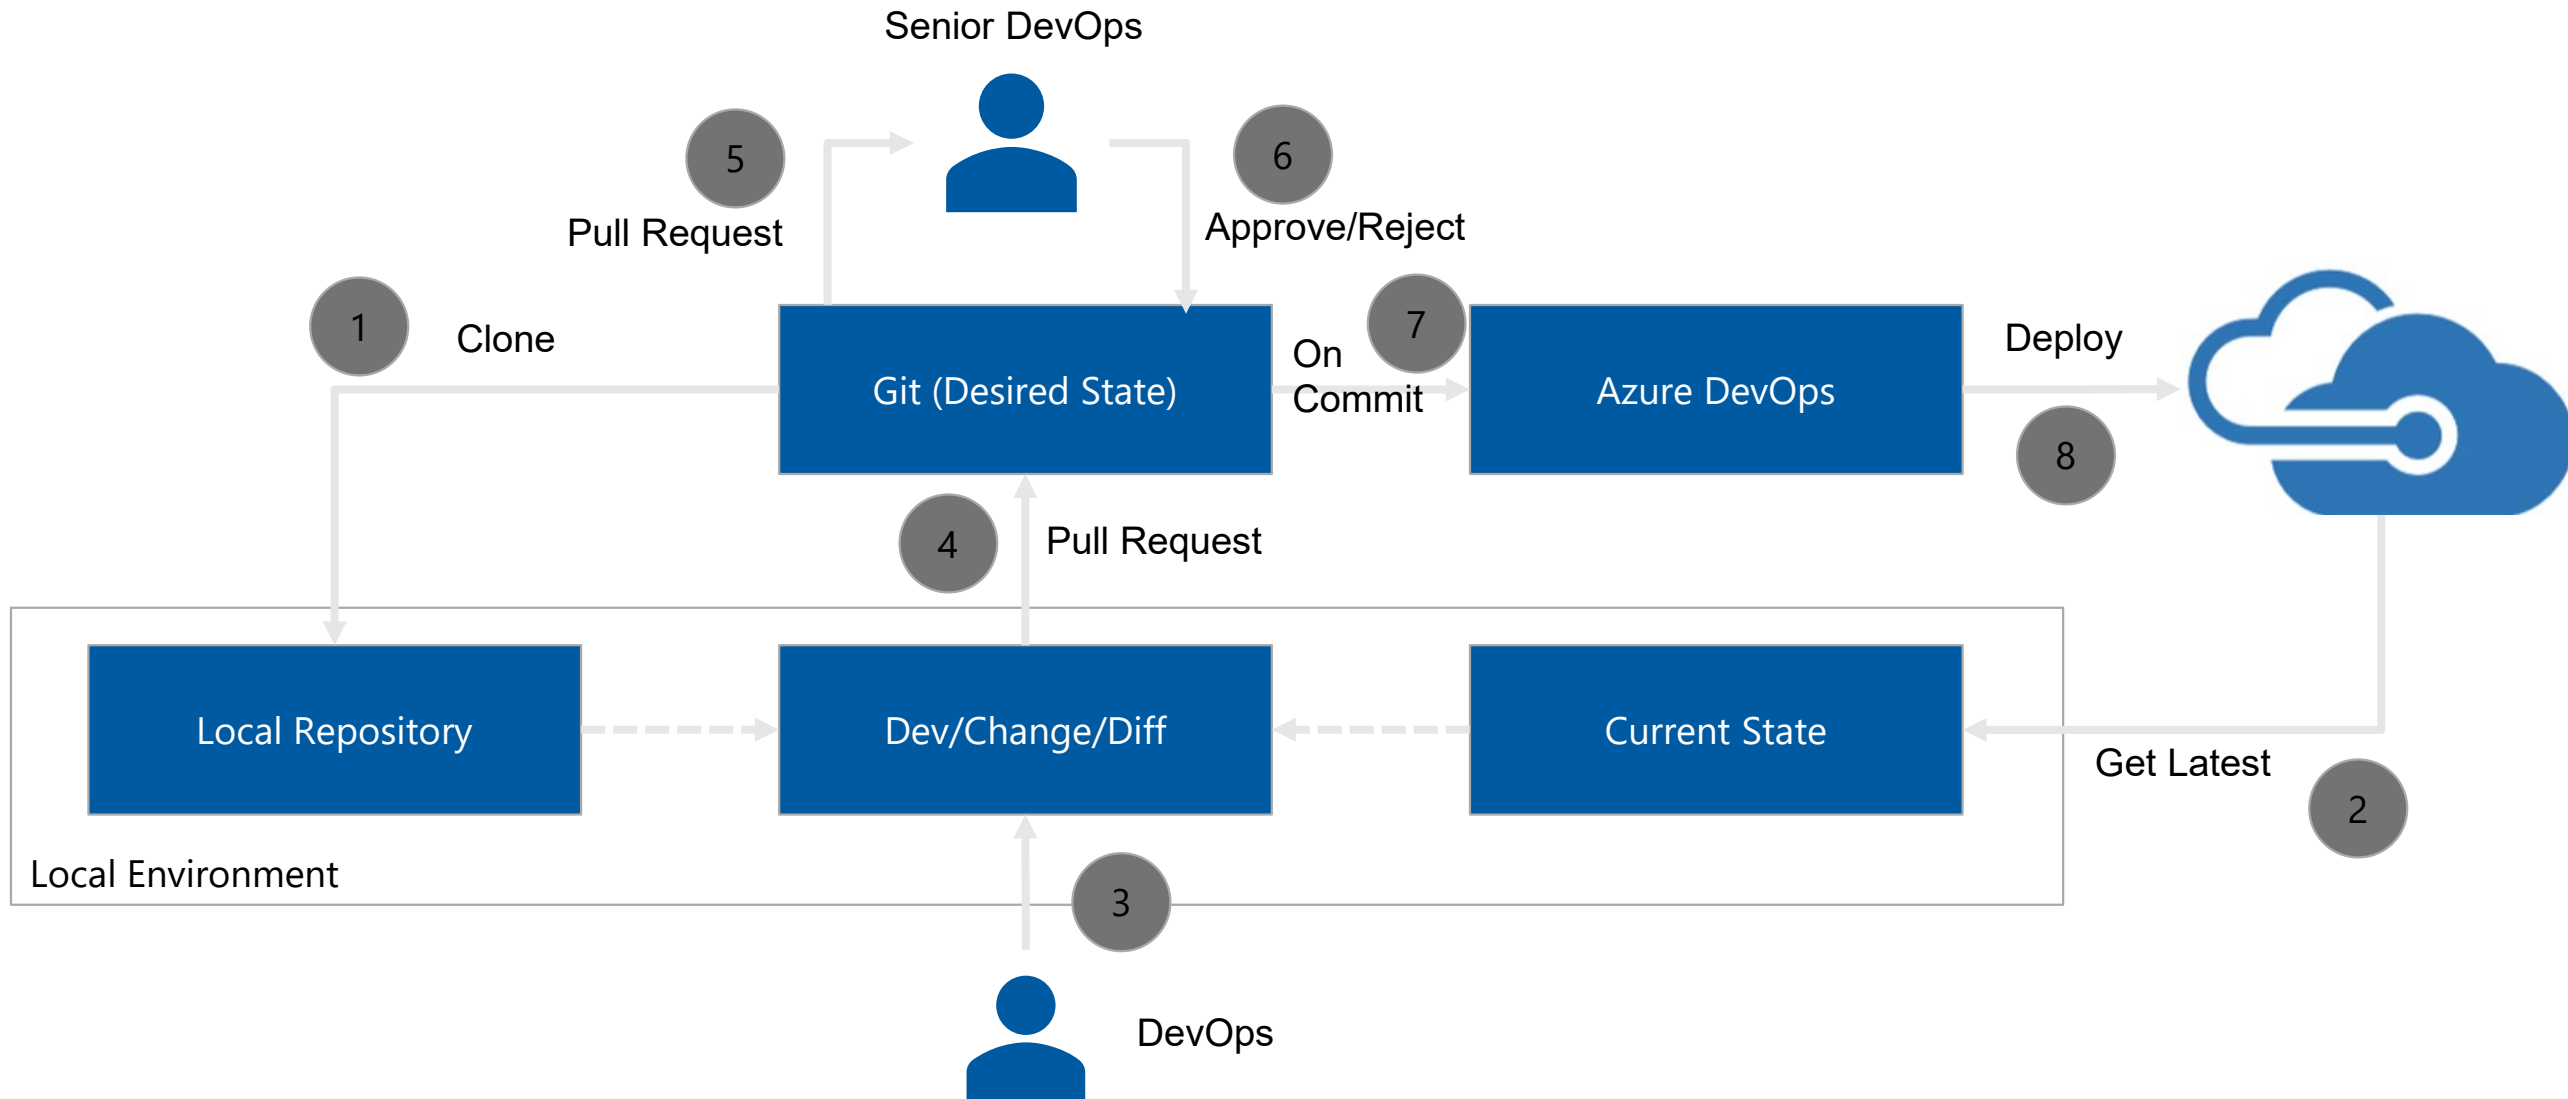 Senior DevOps
5
6
Pull Request
Approve/Reject
1
Clone
7
On
Commit
Deploy
Git (Desired State)
Azure DevOps
8
4
Pull Request
Local Repository
Dev/Change/Diff
Current State
Get Latest
2
Local Environment
3
DevOps